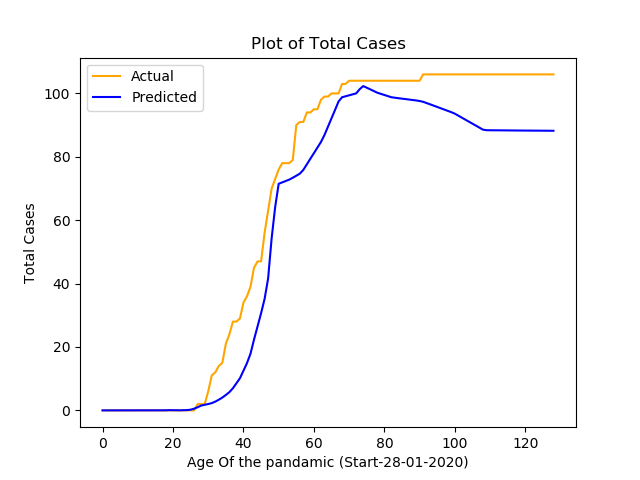 Plot of Total Cases
Actual
Predicted
100
80
60
40
20
0
Total Cases
0 20 40 60 80 100 120
Age Of the pandamic (Start-28-01-2020)